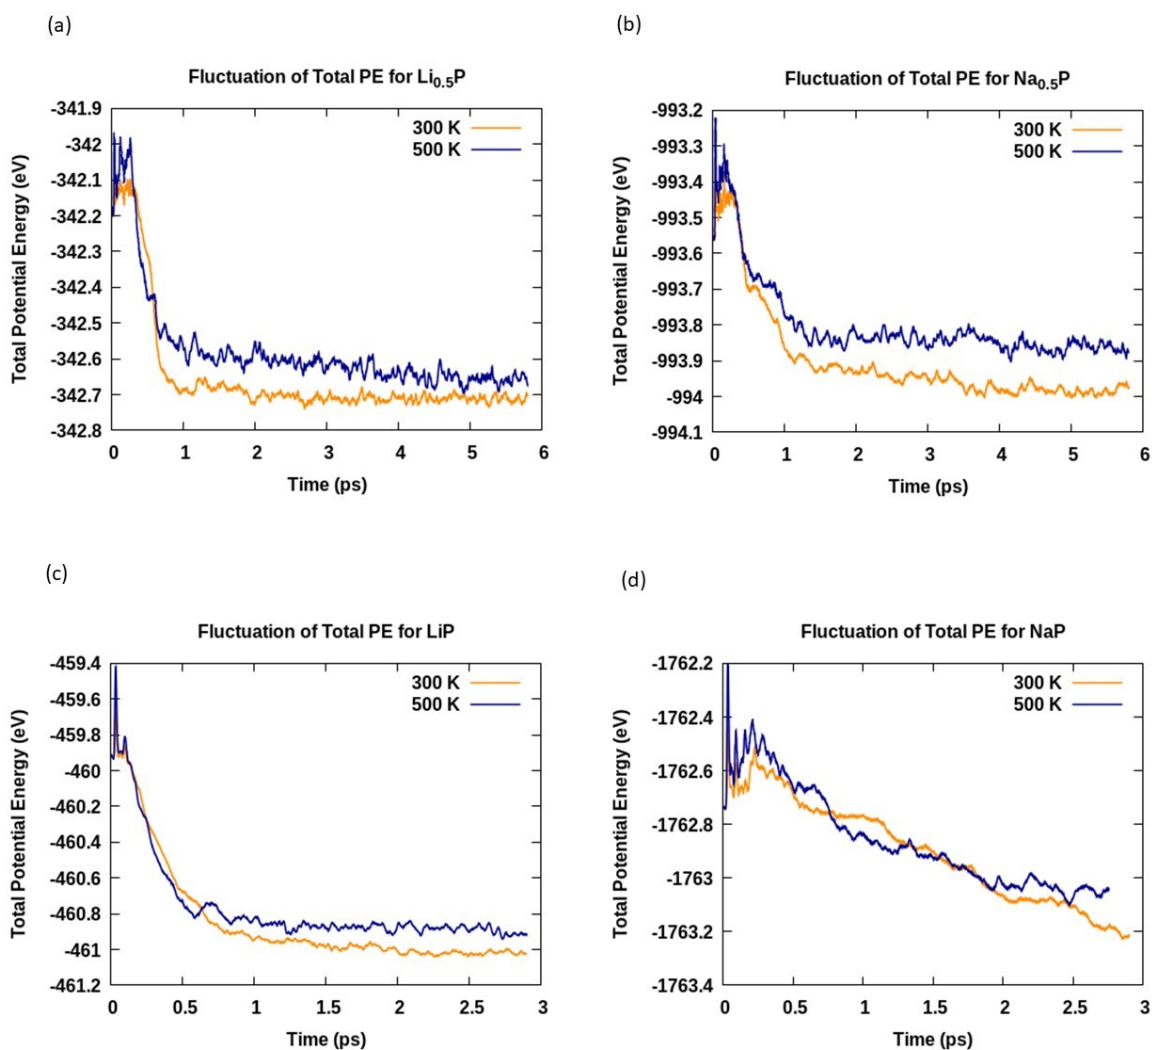 (a)
Fluctuation of Total PE for Li0.5P
300 K
500 K
-341.9
-342
-342.1
-342.2
-342.3
-342.4
-342.5
-342.6
-342.7
-342.8
Total Potential Energy (eV)
0 1 2 3 4 5 6
Time (ps)
(b)
Fluctuation of Total PE for Na0.5P
300 K
500 K
-993.2
-993.3
-993.4
-993.5
-993.6
-993.7
-993.8
-993.9
-994
-994.1
Total Potential Energy (eV)
0 1 2 3 4 5 6
Time (ps)
(c)
Fluctuation of Total PE for LiP
300 K
500 K
-459.4
-459.6
-459.8
-460
-460.2
-460.4
-460.6
-460.8
-461
-461.2
Total Potential Energy (eV)
0 0.5 1 1.5 2 2.5 3
Time (ps)
(d)
Fluctuation of Total PE for NaP
300 K
500 K
-1762.2
-1762.4
-1762.6
-1762.8
-1763
-1763.2
-1763.4
Total Potential Energy (eV)
0 0.5 1 1.5 2 2.5 3
Time (ps)